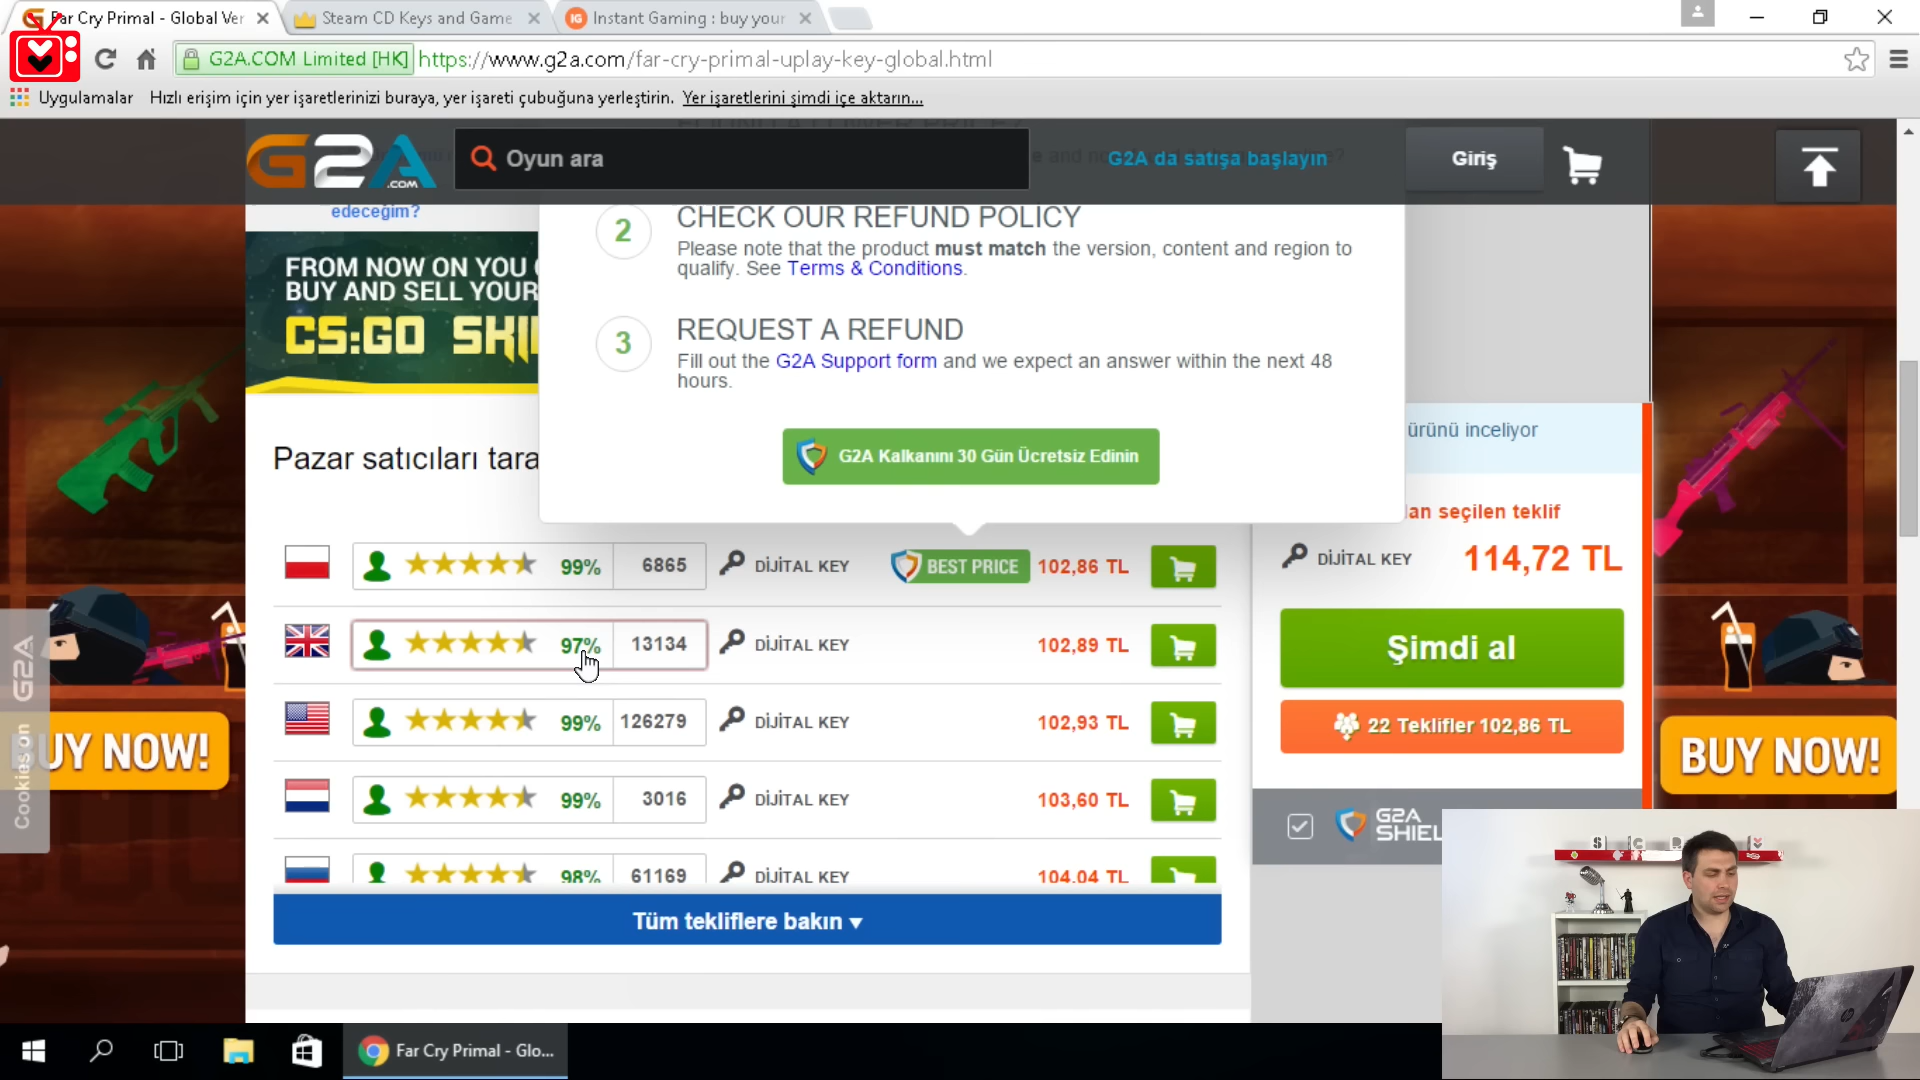 Far Cry Primal - Global Ver
Steam CD Keys and Game
Instant Gaming : buy your
G2A.COM Limited [HK] https://www.g2a.com/far-cry-primal-uplay-key-global.html
Uygulamalar Hızlı erişim için yer işaretlerinizi buraya, yer işareti çubuğuna yerleştirin. Yer işaretlerini şimdi içe aktarın...
G2A.COM
Oyun ara
G2A da satışa başlayın
Giriş
edeceğim?
2 CHECK OUR REFUND POLICY
Please note that the product must match the version, content and region to
qualify. See Terms & Conditions.
FROM NOW ON YOU
BUY AND SELL YOUR
CS:GO SKI
3 REQUEST A REFUND
Fill out the G2A Support form and we expect an answer within the next 48
hours.
G2A Kalkanını 30 Gün Ücretsiz Edinin
Pazar satıcıları tara
ürünü inceliyor
an seçilen teklif
DİJİTAL KEY 114,72 TL
Şimdi al
22 Teklifler 102,86 TL
G2A
SHIEL
99% 6865 DİJİTAL KEY BEST PRICE 102,86 TL
97% 13134 DİJİTAL KEY 102,89 TL
99% 126279 DİJİTAL KEY 102,93 TL
99% 3016 DİJİTAL KEY 103,60 TL
98% 61169 DİJİTAL KEY 104,04 TL
Tüm tekliflere bakın
Cookies on G2A
UY NOW!
BUY NOW!
Far Cry Primal - Glo...